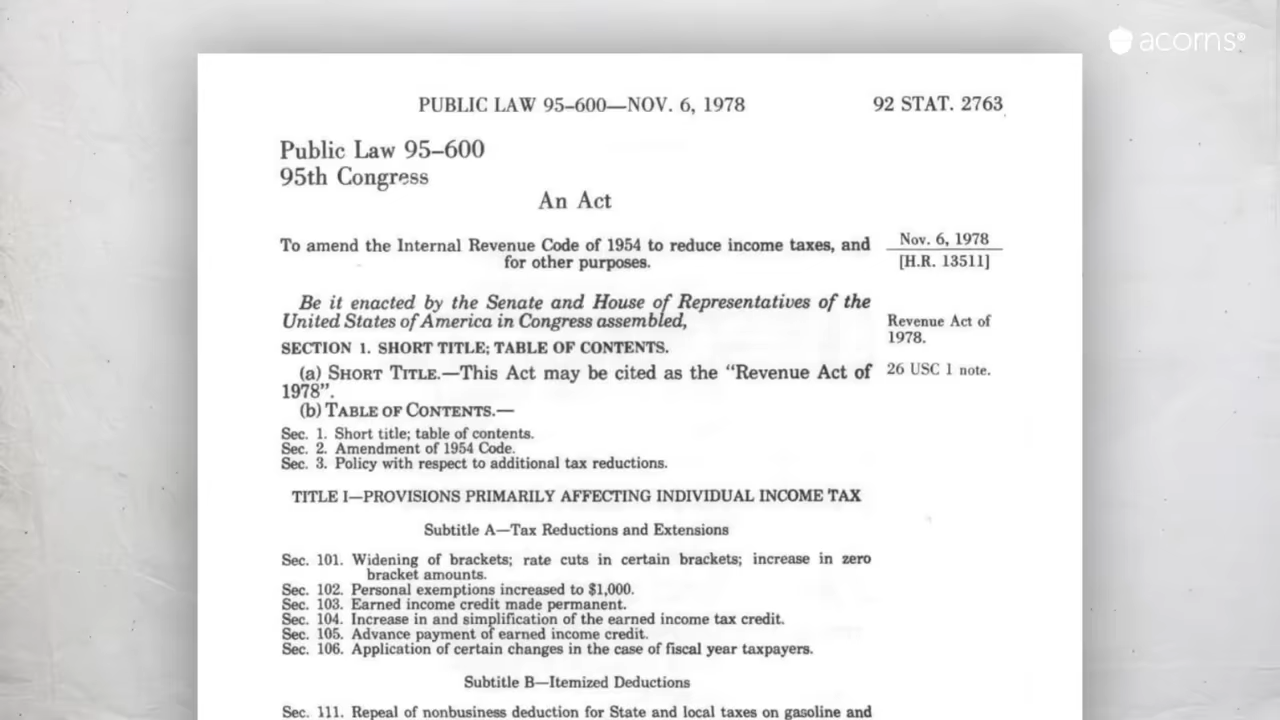 acorns®
PUBLIC LAW 95–600—NOV. 6, 1978
92 STAT. 2763
Public Law 95–600
95th Congress
An Act
To amend the Internal Revenue Code of 1954 to reduce income taxes, and
for other purposes.
Nov. 6, 1978
[H.R. 13511]
Be it enacted by the Senate and House of Representatives of the
United States of America in Congress assembled,
Revenue Act of
1978.
SECTION 1. SHORT TITLE; TABLE OF CONTENTS.
(a) SHORT TITLE.—This Act may be cited as the “Revenue Act of
1978”.
26 USC 1 note.
(b) TABLE OF CONTENTS.—
Sec. 1. Short title; table of contents.
Sec. 2. Amendment of 1954 Code.
Sec. 3. Policy with respect to additional tax reductions.
TITLE I—PROVISIONS PRIMARILY AFFECTING INDIVIDUAL INCOME TAX
Subtitle A—Tax Reductions and Extensions
Sec. 101. Widening of brackets; rate cuts in certain brackets; increase in zero
bracket amounts.
Sec. 102. Personal exemptions increased to $1,000.
Sec. 103. Earned income credit made permanent.
Sec. 104. Increase in and simplification of the earned income tax credit.
Sec. 105. Advance payment of earned income credit.
Sec. 106. Application of certain changes in the case of fiscal year taxpayers.
Subtitle B—Itemized Deductions
Sec. 111. Repeal of nonbusiness deduction for State and local taxes on gasoline and